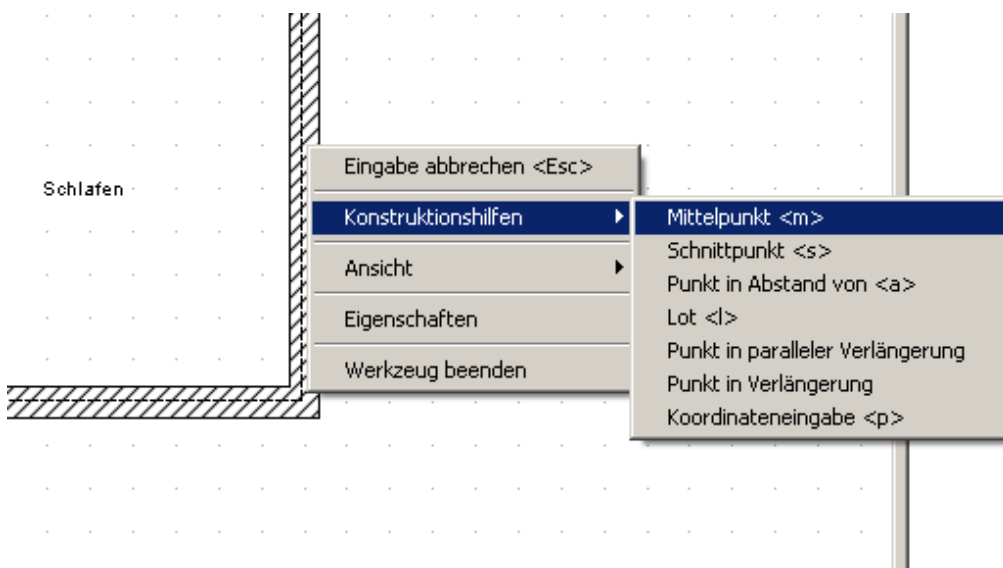 Schlafen
Eingabe abbrechen <Esc>
Konstruktionshilfen
Ansicht
Eigenschaften
Werkzeug beenden
Mittelpunkt <m>
Schnittpunkt <s>
Punkt in Abstand von <a>
Lot <l>
Punkt in paralleler Verlängerung
Punkt in Verlängerung
Koordinateneingabe <p>